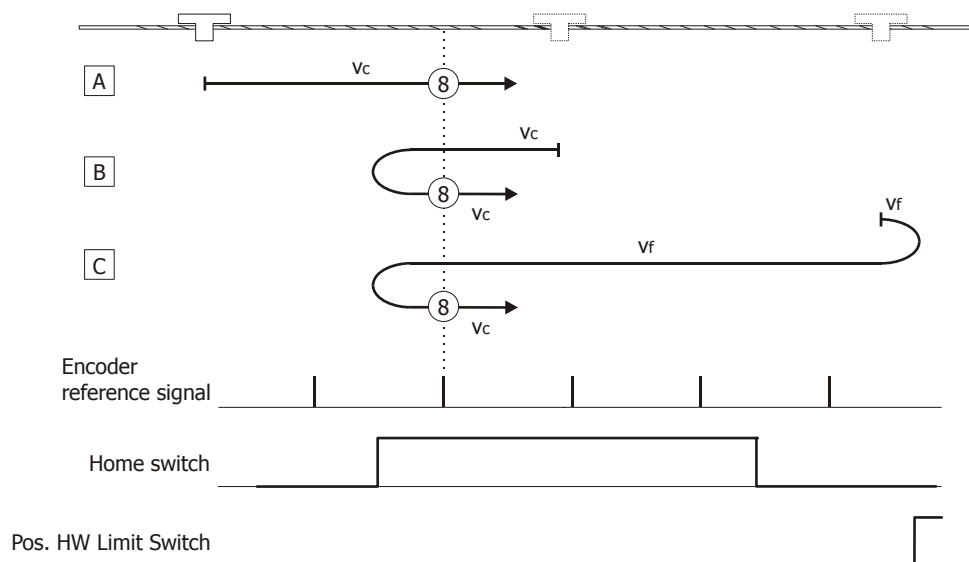 A
Vc
8
Vc
B
8
Vc
Vf
Vf
C
8
Vc
Encoder
reference signal
Home switch
Pos. HW Limit Switch